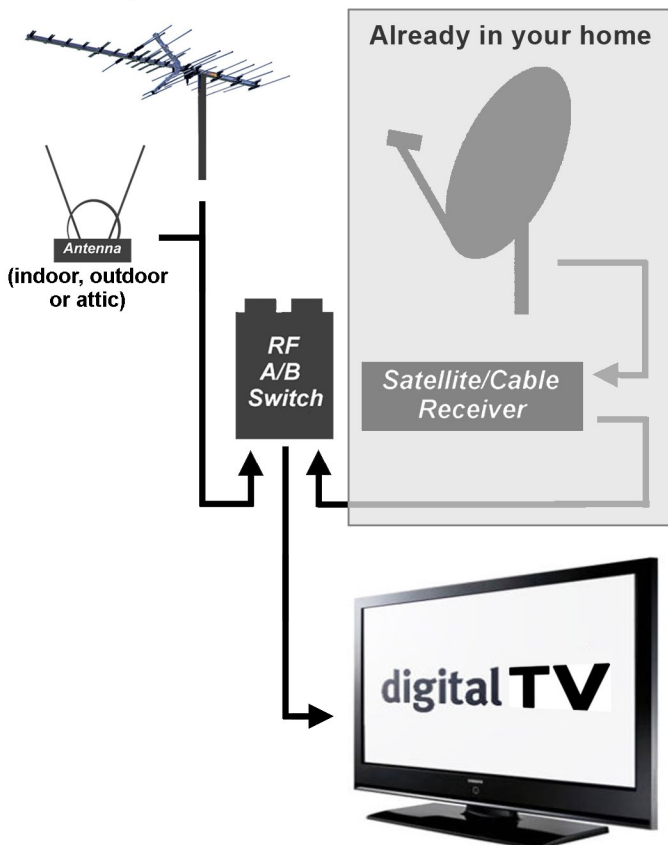 Already in your home
Antenna
(indoor, outdoor
or attic)
RF
A/B
Switch
Satellite/Cable
Receiver
digital TV